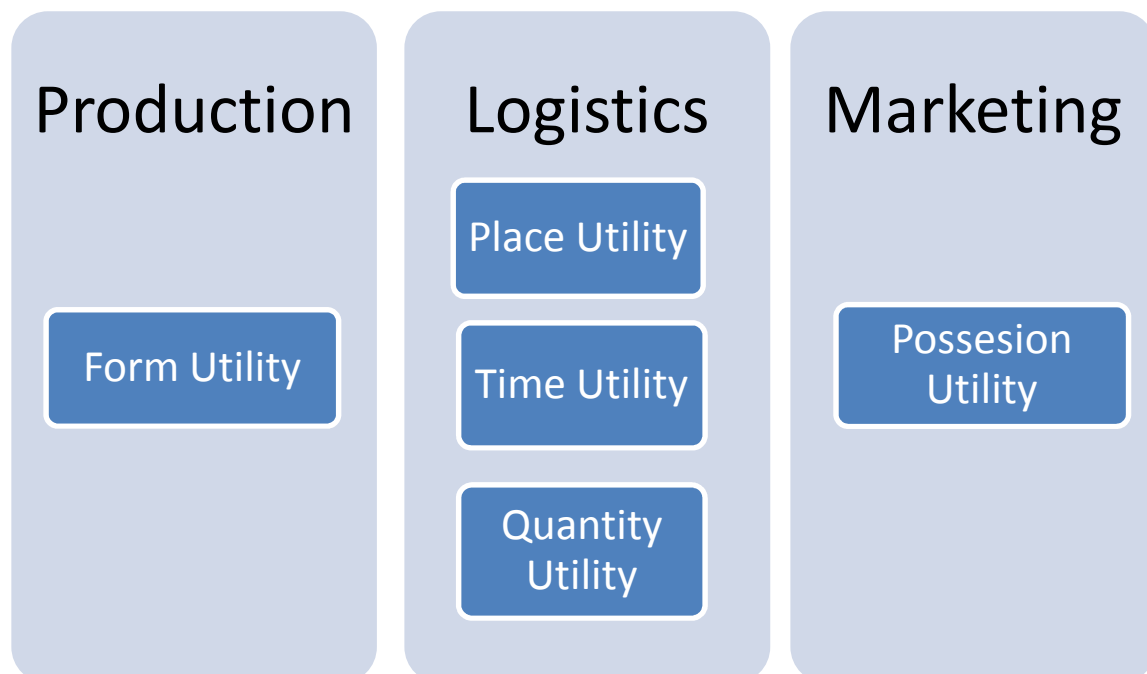 Production
Form Utility
Logistics
Place Utility
Time Utility
Quantity
Utility
Marketing
Possesion
Utility